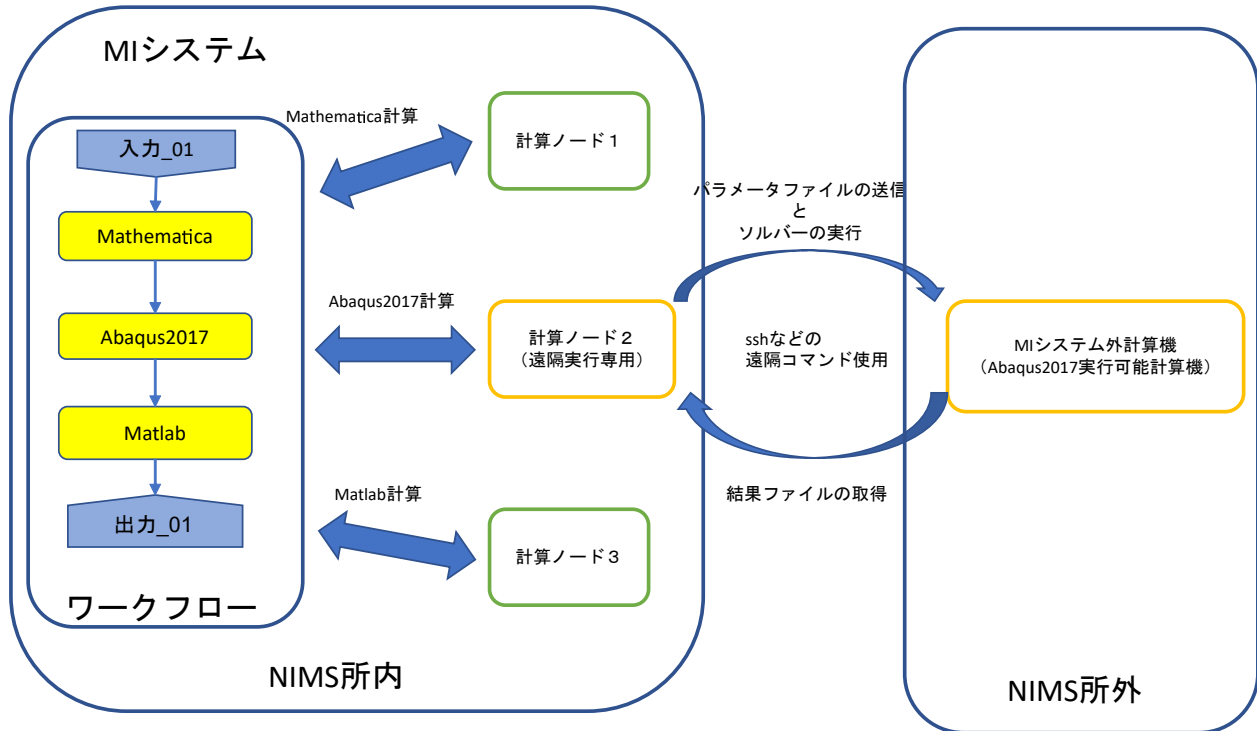 MIシステム
入力_01
Mathematica
Abaqus2017
Matlab
出力_01
ワークフロー
Mathematica計算
計算ノード１
Abaqus2017計算
計算ノード２
（遠隔実行専用）
Matlab計算
計算ノード３
NIMS所内
パラメータファイルの送信
と
ソルバーの実行
sshなどの
遠隔コマンド使用
結果ファイルの取得
MIシステム外計算機
（Abaqus2017実行可能計算機）
NIMS所外